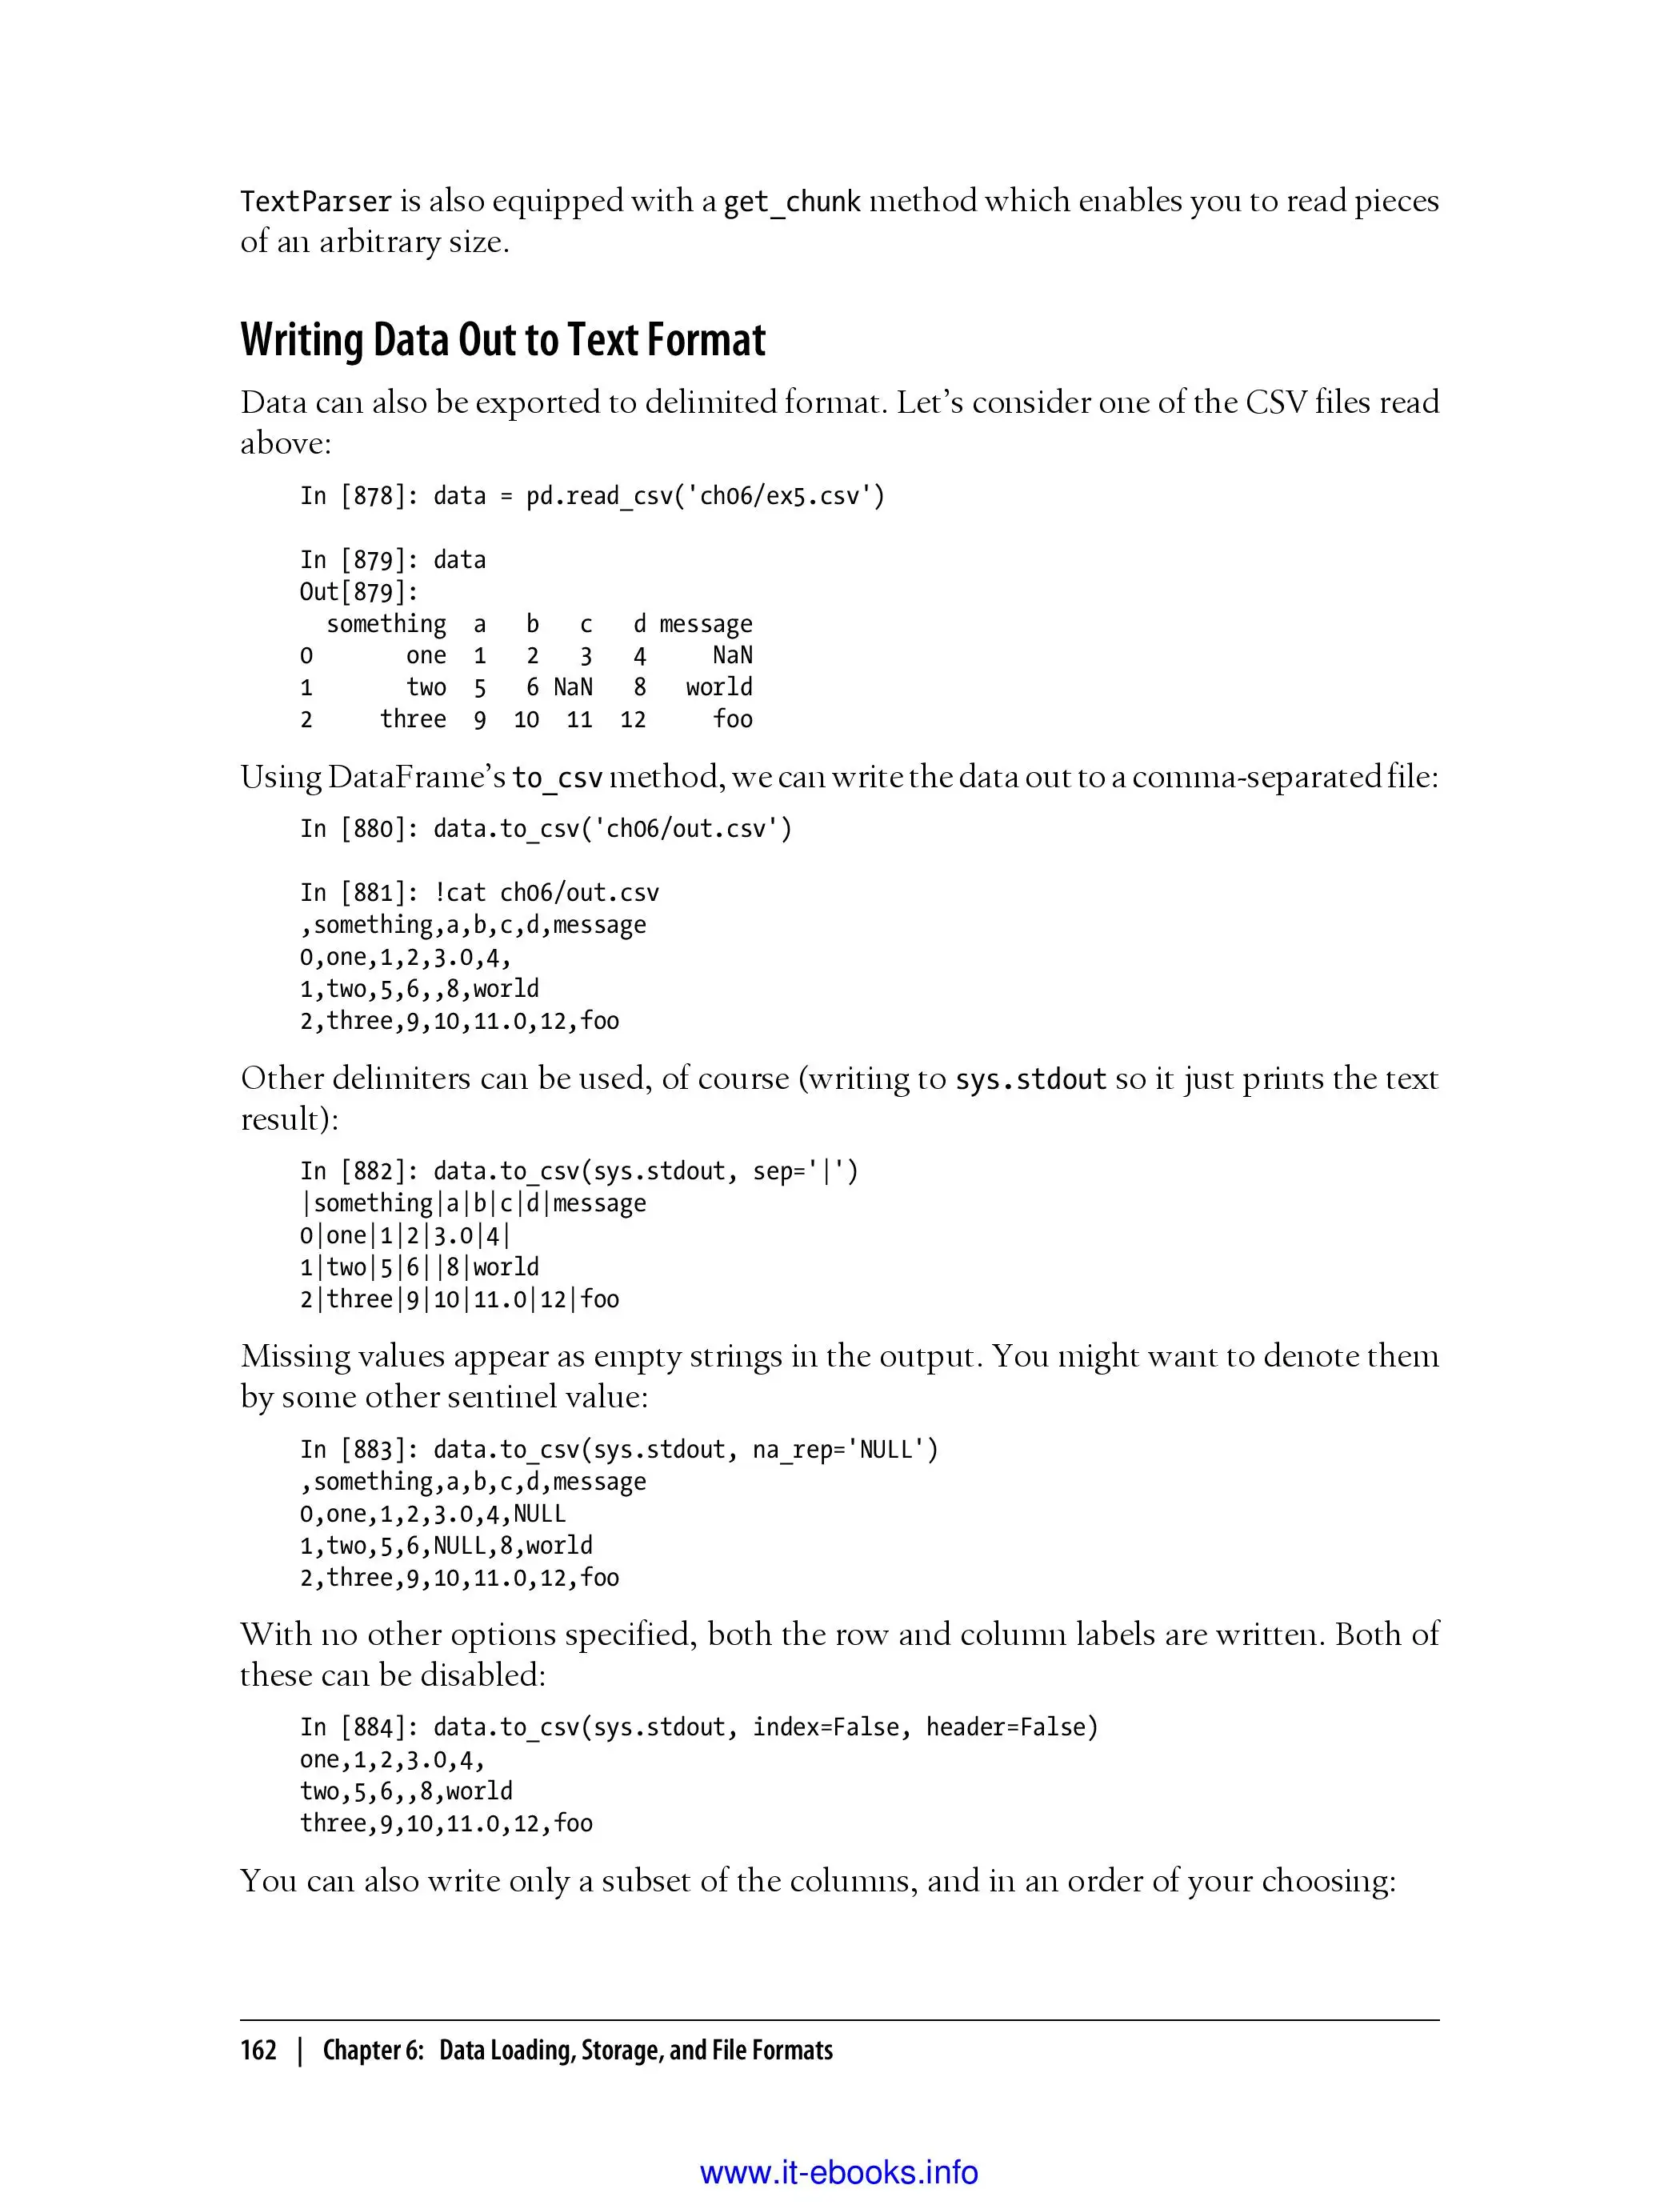 TextParser is also equipped with a get_chunk method which enables you to read pieces
of an arbitrary size.
Writing Data Out to Text Format
Data can also be exported to delimited format. Let’s consider one of the CSV files read
above:
In [878]: data = pd.read_csv('ch06/ex5.csv')
In [879]: data
Out[879]:
  something  a   b   c   d message
0       one  1   2   3   4     NaN
1       two  5   6 NaN   8   world
2     three  9  10  11  12     foo
Using DataFrame’s to_csv method, we can write the data out to a comma-separated file:
In [880]: data.to_csv('ch06/out.csv')
In [881]: !cat ch06/out.csv
,something,a,b,c,d,message
0,one,1,2,3.0,4,
1,two,5,6,,8,world
2,three,9,10,11.0,12,foo
Other delimiters can be used, of course (writing to sys.stdout so it just prints the text
result):
In [882]: data.to_csv(sys.stdout, sep='|')
|something|a|b|c|d|message
0|one|1|2|3.0|4|
1|two|5|6||8|world
2|three|9|10|11.0|12|foo
Missing values appear as empty strings in the output. You might want to denote them
by some other sentinel value:
In [883]: data.to_csv(sys.stdout, na_rep='NULL')
,something,a,b,c,d,message
0,one,1,2,3.0,4,NULL
1,two,5,6,NULL,8,world
2,three,9,10,11.0,12,foo
With no other options specified, both the row and column labels are written. Both of
these can be disabled:
In [884]: data.to_csv(sys.stdout, index=False, header=False)
one,1,2,3.0,4,
two,5,6,,8,world
three,9,10,11.0,12,foo
You can also write only a subset of the columns, and in an order of your choosing:
162 | Chapter 6: Data Loading, Storage, and File Formats
www.it-ebooks.info